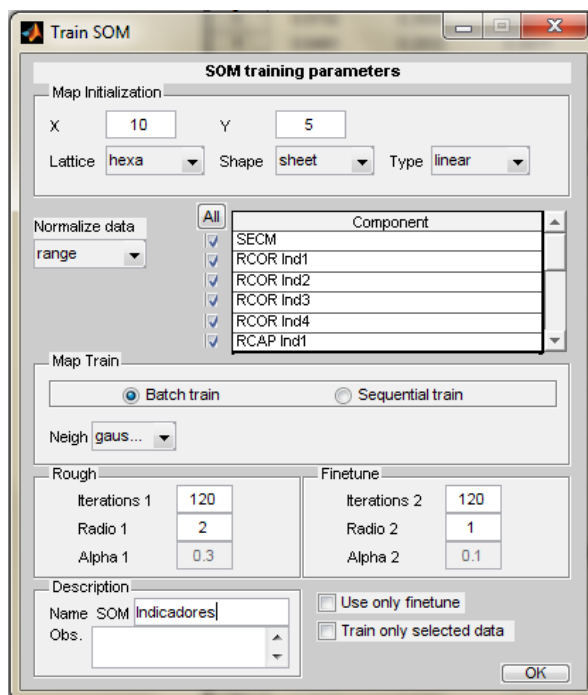 Train SOM
SOM training parameters
Map Initialization
X 10 Y 5
Lattice hexa Shape sheet Type linear
Normalize data
range
All Component
SECM
RCOR Ind1
RCOR Ind2
RCOR Ind3
RCOR Ind4
RCAP Ind1
Map Train
Batch train Sequential train
Neigh gaus...
Rough
Iterations 1 120
Radio 1 2
Alpha 1 0.3
Finetune
Iterations 2 120
Radio 2 1
Alpha 2 0.1
Description
Name SOM Indicadores
Obs.
Use only finetune
Train only selected data
OK